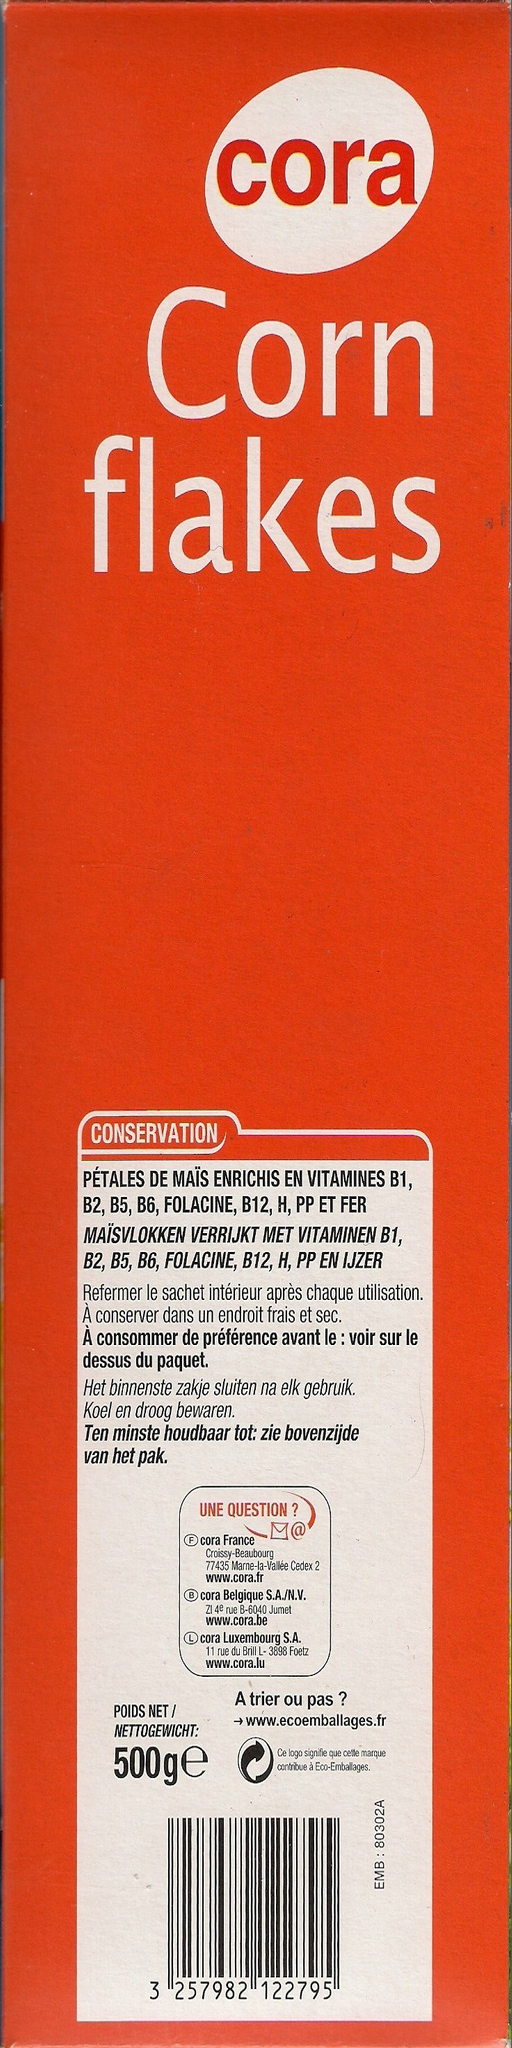 cora
Corn
flakes
CONSERVATION
PÉTALES DE MAÏS ENRICHIS EN VITAMINES B1,
B2, B5, B6, FOLACINE, B12, H, PP ET FER
MAÏSVLOKKEN VERRIJKT MET VITAMINEN B1,
B2, B5, B6, FOLACINE, B12, H, PP EN IJZER
Refermer le sachet intérieur après chaque utilisation.
À conserver dans un endroit frais et sec.
À consommer de préférence avant le : voir sur le
dessus du paquet.
Het binnenste zakje sluiten na elk gebruik.
Koel en droog bewaren.
Ten minste houdbaar tot: zie bovenzijde
van het pak.
UNE QUESTION ?
F cora France
Croissy-Beaubourg
77435 Marne-la-Vallée Cedex 2
www.cora.fr
B cora Belgique S.A./N.V.
ZI 4e rue B-6040 Jumet
www.cora.be
L cora Luxembourg S.A.
11 rue du Brill L- 3898 Foetz
www.cora.lu
POIDS NET /
NETTOGEWICHT:
500g℮
A trier ou pas ?
→www.ecoemballages.fr
Ce logo signifie que cette marque
contribue à Eco-Emballages.
EMB : 80302A
3 257982 122795